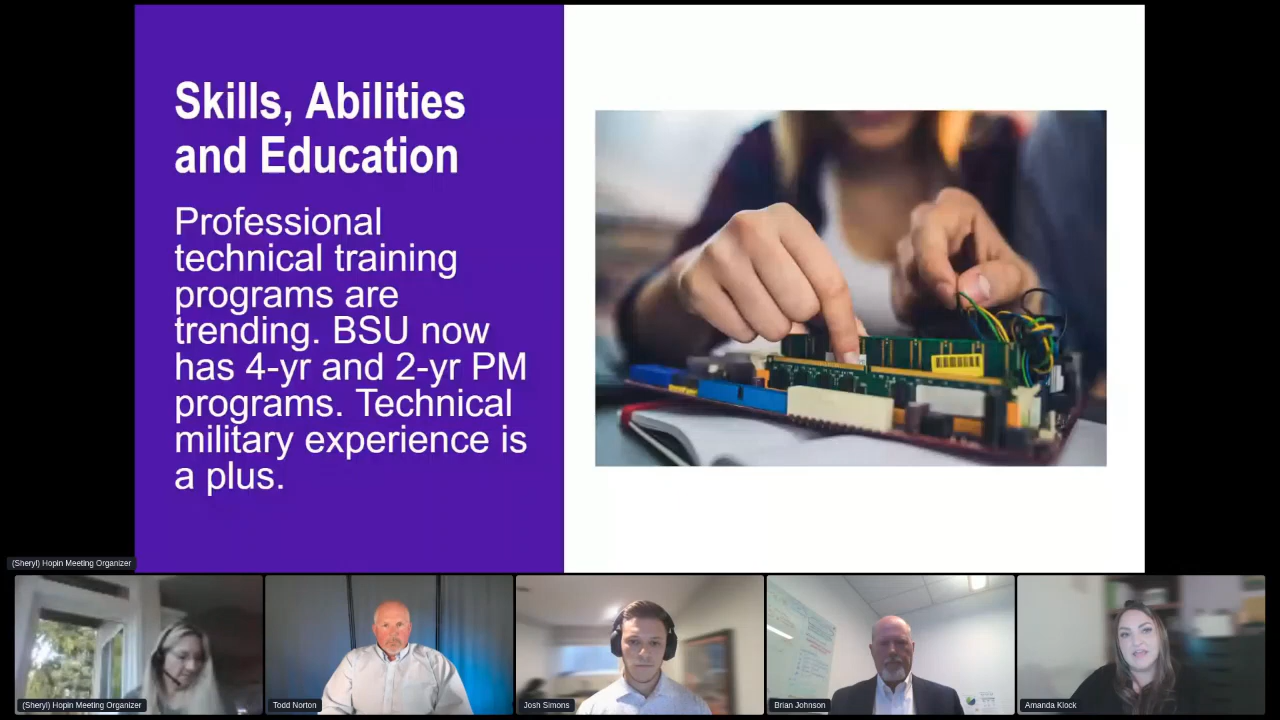 Skills, Abilities
and Education
Professional
technical training
programs are
trending. BSU now
has 4-yr and 2-yr PM
programs. Technical
military experience is
a plus.
(Sheryl) Hopin Meeting Organizer
(Sheryl) Hopin Meeting Organizer
Todd Norton
Josh Simons
Brian Johnson
Amanda Klock